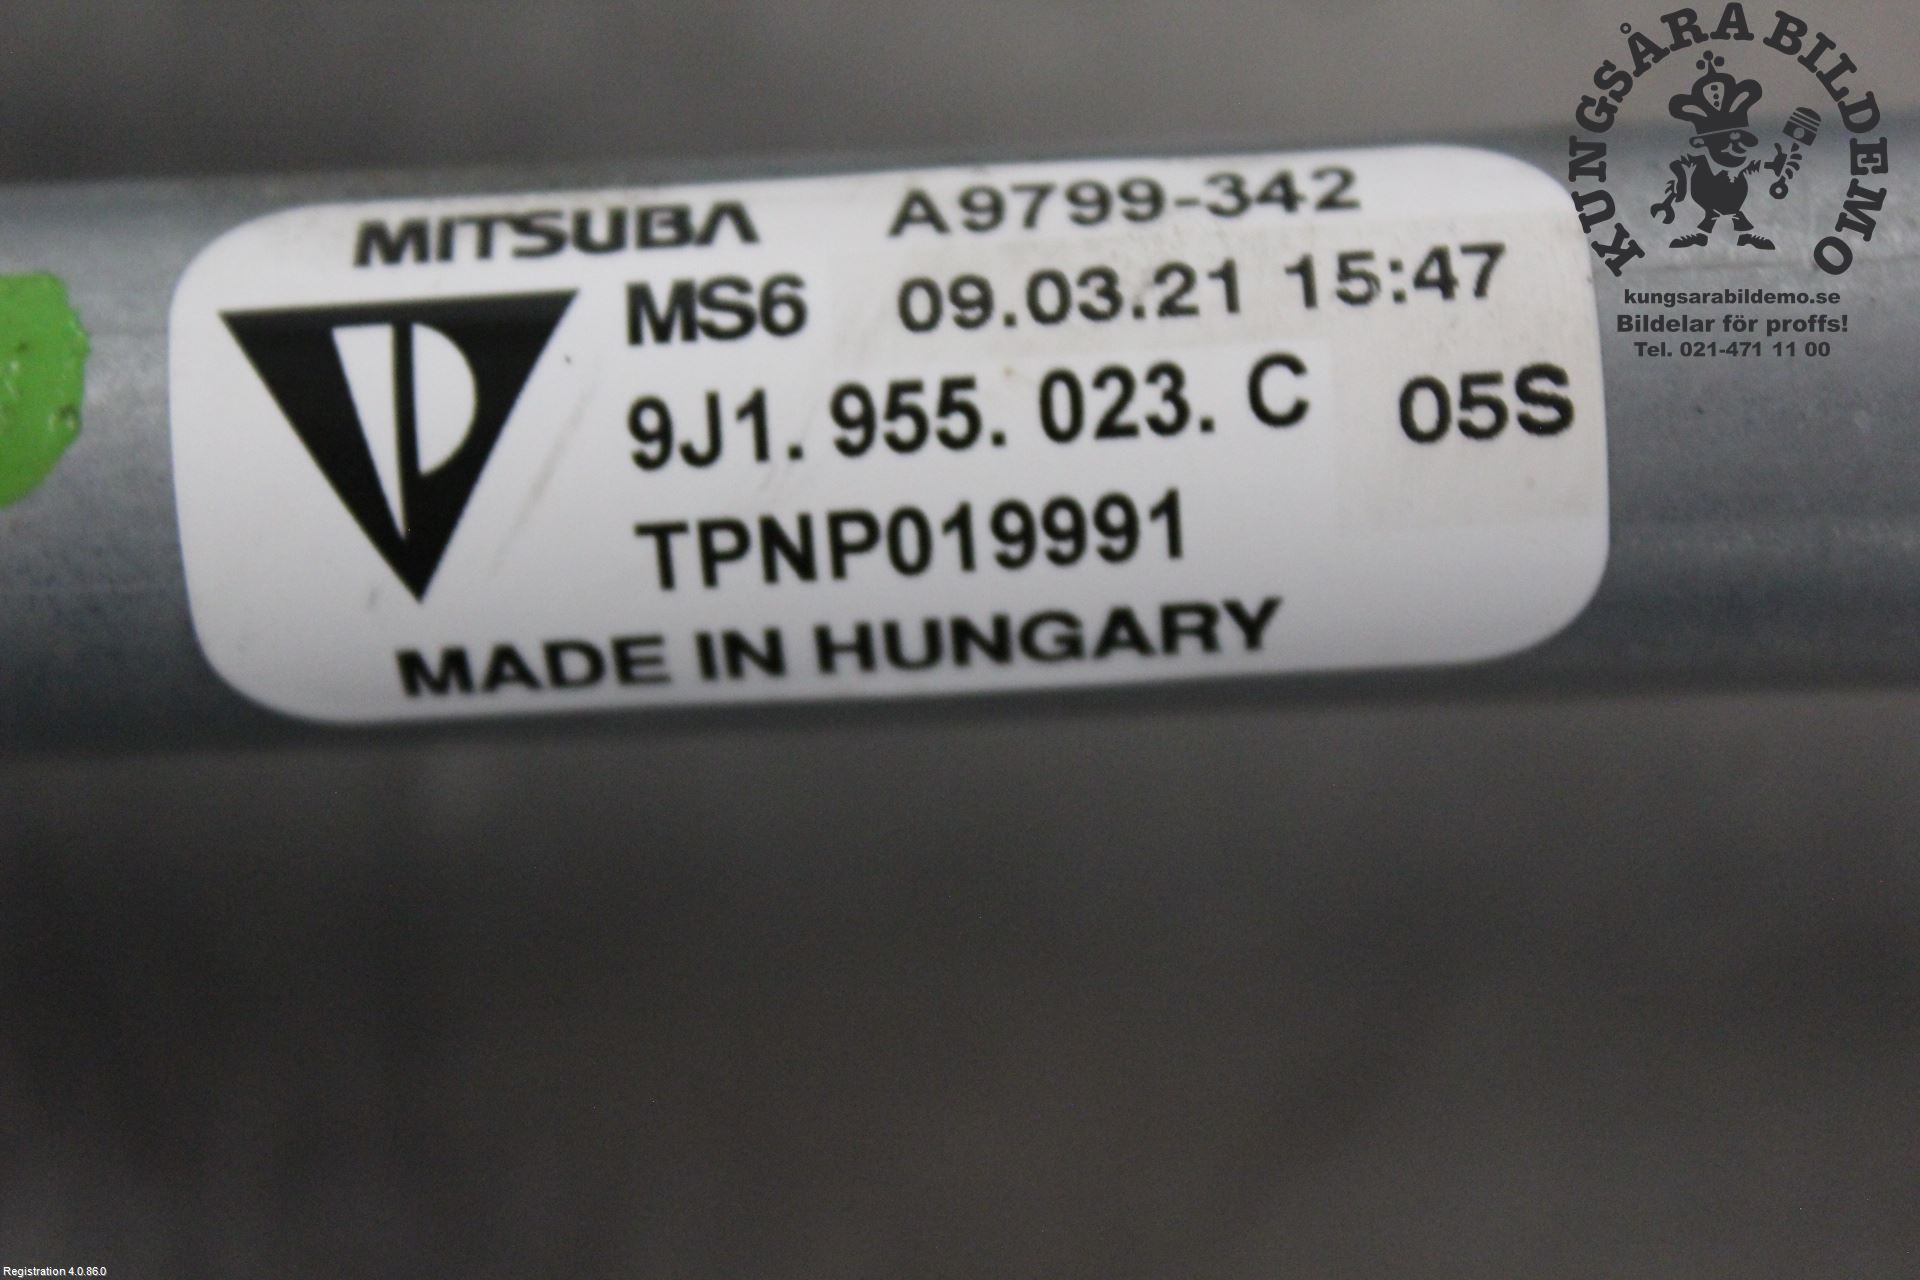 MITSUBA A9799-342
MS6 09.03.21 15:47
9J1. 955. 023. C 05S
TPNP019991
MADE IN HUNGARY
KUNGSÅRA BILDEMO
kungsarabildemo.se
Bildelar för proffs!
Tel. 021-471 11 00
Registration 4.0.86.0